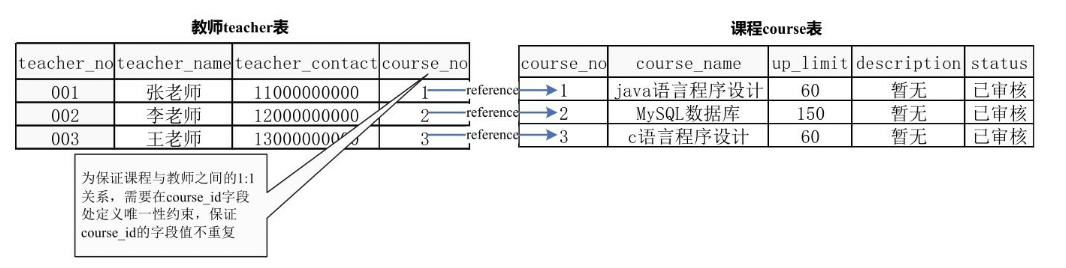 教师teacher表
teacher_no teacher_name teacher_contact course_no
001 张老师 11000000000 1
002 李老师 12000000000 2
003 王老师 13000000000 3
reference
reference
reference
课程course表
course_no course_name up_limit description status
1 java语言程序设计 60 暂无 已审核
2 MySQL数据库 150 暂无 已审核
3 c语言程序设计 60 暂无 已审核
为保证课程与教师之间的1:1
关系，需要在course_id字段
处定义唯一性约束，保证
course_id的字段值不重复